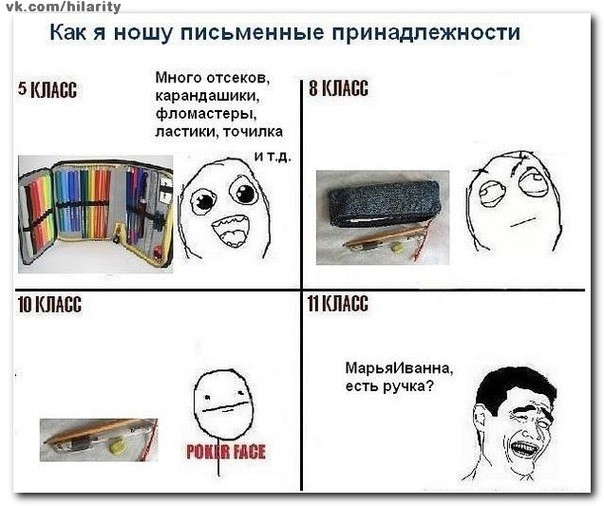 vk.com/hilarity
Как я ношу письменные принадлежности
5 КЛАСС
Много отсеков,
карандашики,
фломастеры,
ластики, точилка
и т.д.
8 КЛАСС
10 КЛАСС
POKER FACE
11 КЛАСС
МарьяИванна,
есть ручка?